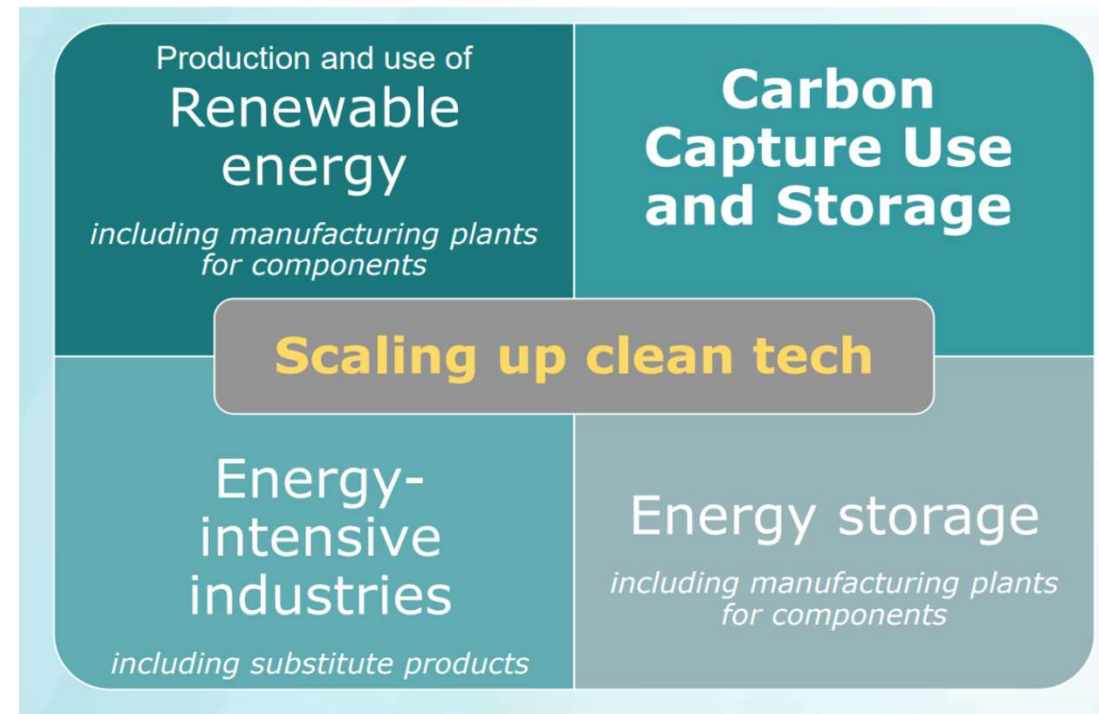 Production and use of
Renewable
energy
including manufacturing plants
for components
Carbon
Capture Use
and Storage
Scaling up clean tech
Energy-
intensive
industries
including substitute products
Energy storage
including manufacturing plants
for components